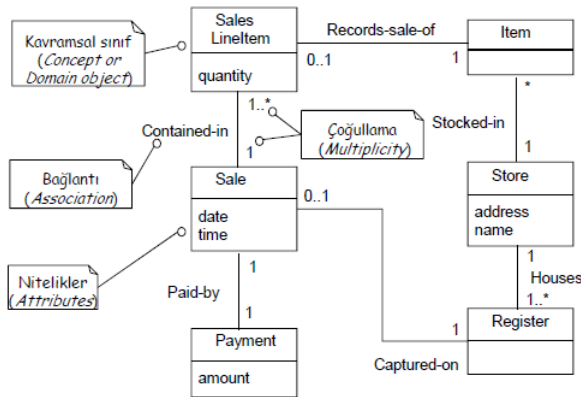 Kavramsal sınıf
(Concept or
Domain object)
Sales
LineItem
quantity
Records-sale-of
0..1
1
Item
1..*
Contained-in
1
Çoğullama
(Multiplicity)
*
Stocked-in
1
Bağlantı
(Association)
Sale
date
time
0..1
Store
address
name
Nitelikler
(Attributes)
1
Paid-by
1
1
Houses
1..*
Payment
amount
1
Captured-on
Register